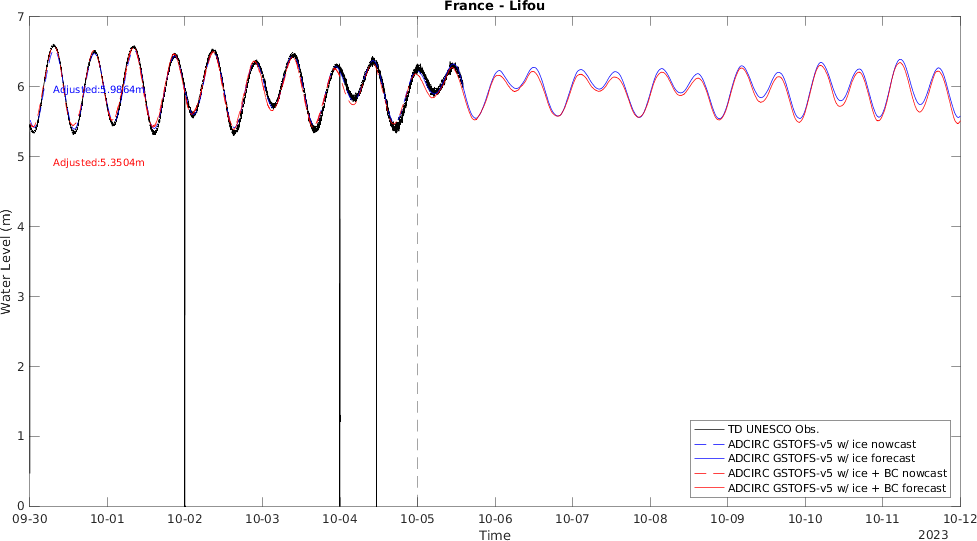 France - Lifou
7
6
5
4
3
2
1
0
Water Level (m)
Adjusted:5.9864m
Adjusted:5.3504m
TD UNESCO Obs.
ADCIRC GSTOFS-v5 w/ ice nowcast
ADCIRC GSTOFS-v5 w/ ice forecast
ADCIRC GSTOFS-v5 w/ ice + BC nowcast
ADCIRC GSTOFS-v5 w/ ice + BC forecast
09-30 10-01 10-02 10-03 10-04 10-05 10-06 10-07 10-08 10-09 10-10 10-11 10-12
Time
2023